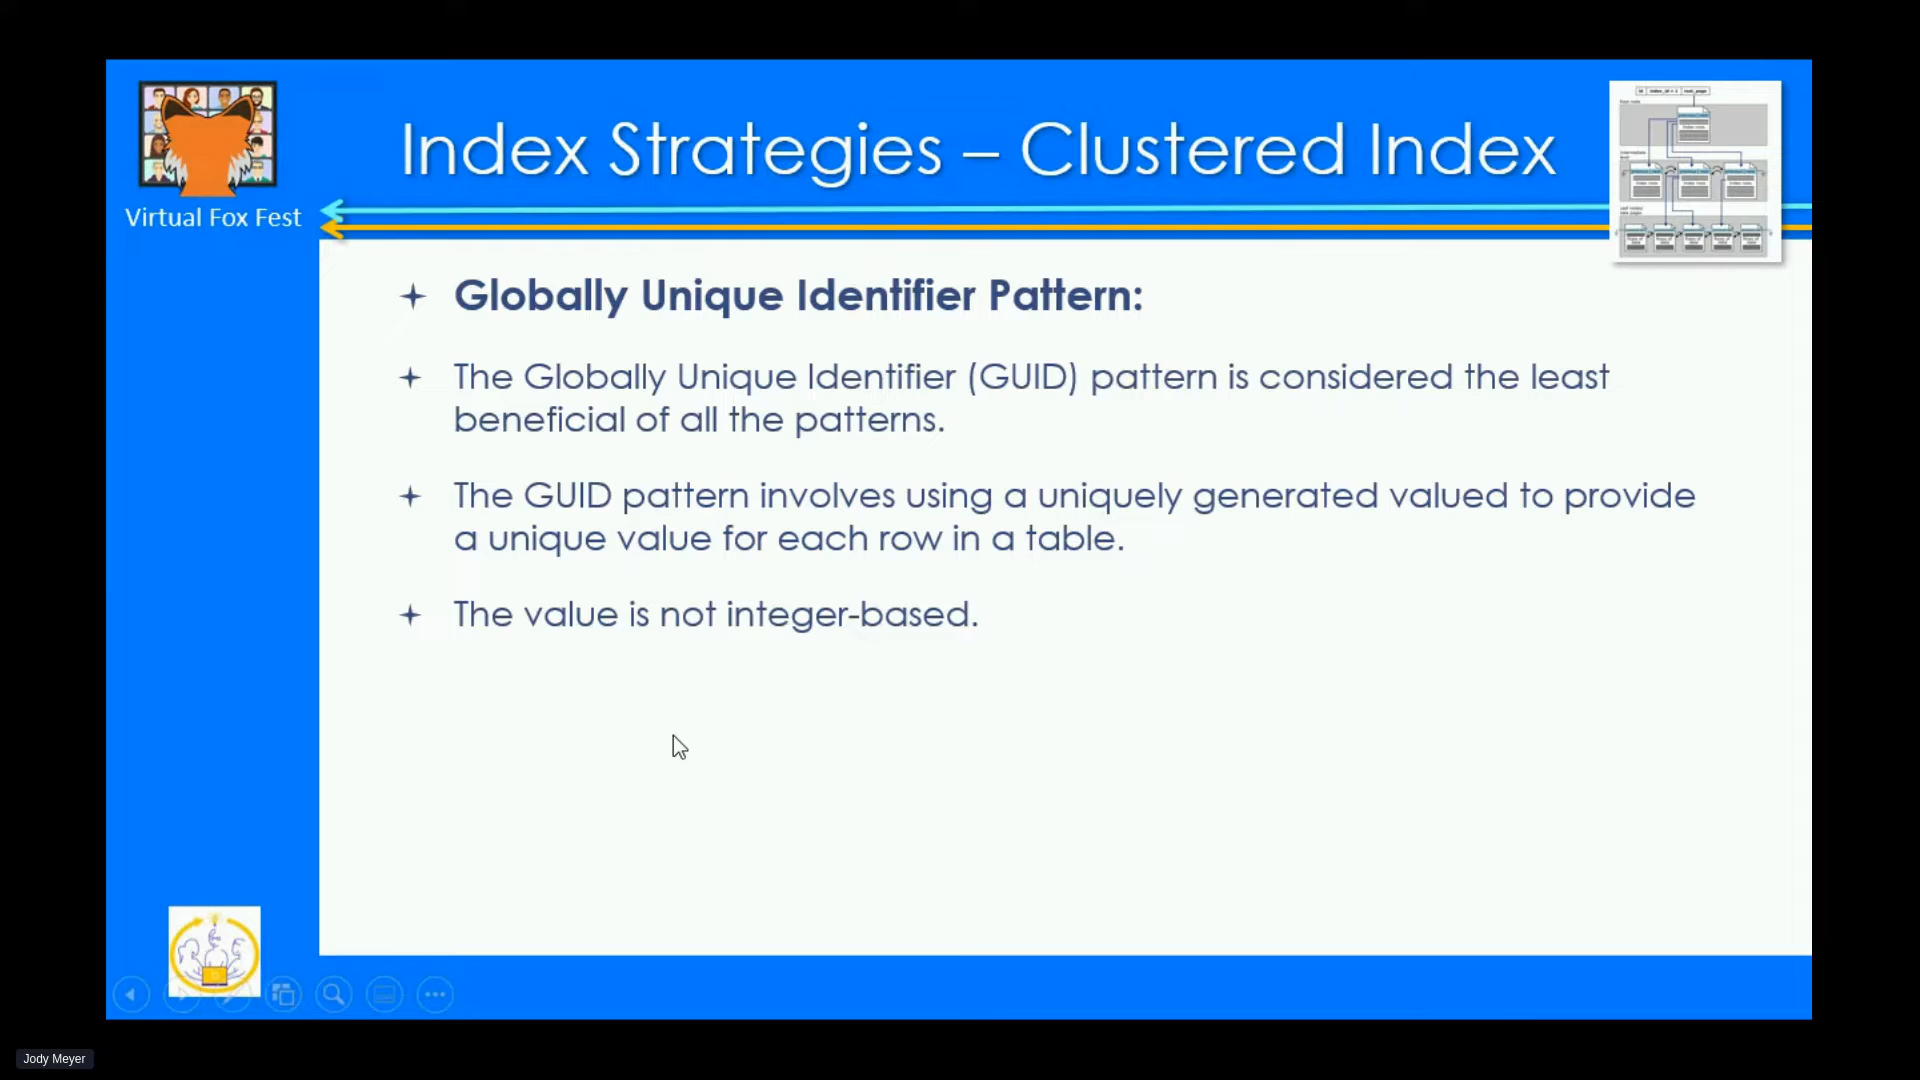 Index Strategies – Clustered Index
Virtual Fox Fest
Globally Unique Identifier Pattern:
The Globally Unique Identifier (GUID) pattern is considered the least
beneficial of all the patterns.
The GUID pattern involves using a uniquely generated valued to provide
a unique value for each row in a table.
The value is not integer-based.
Jody Meyer